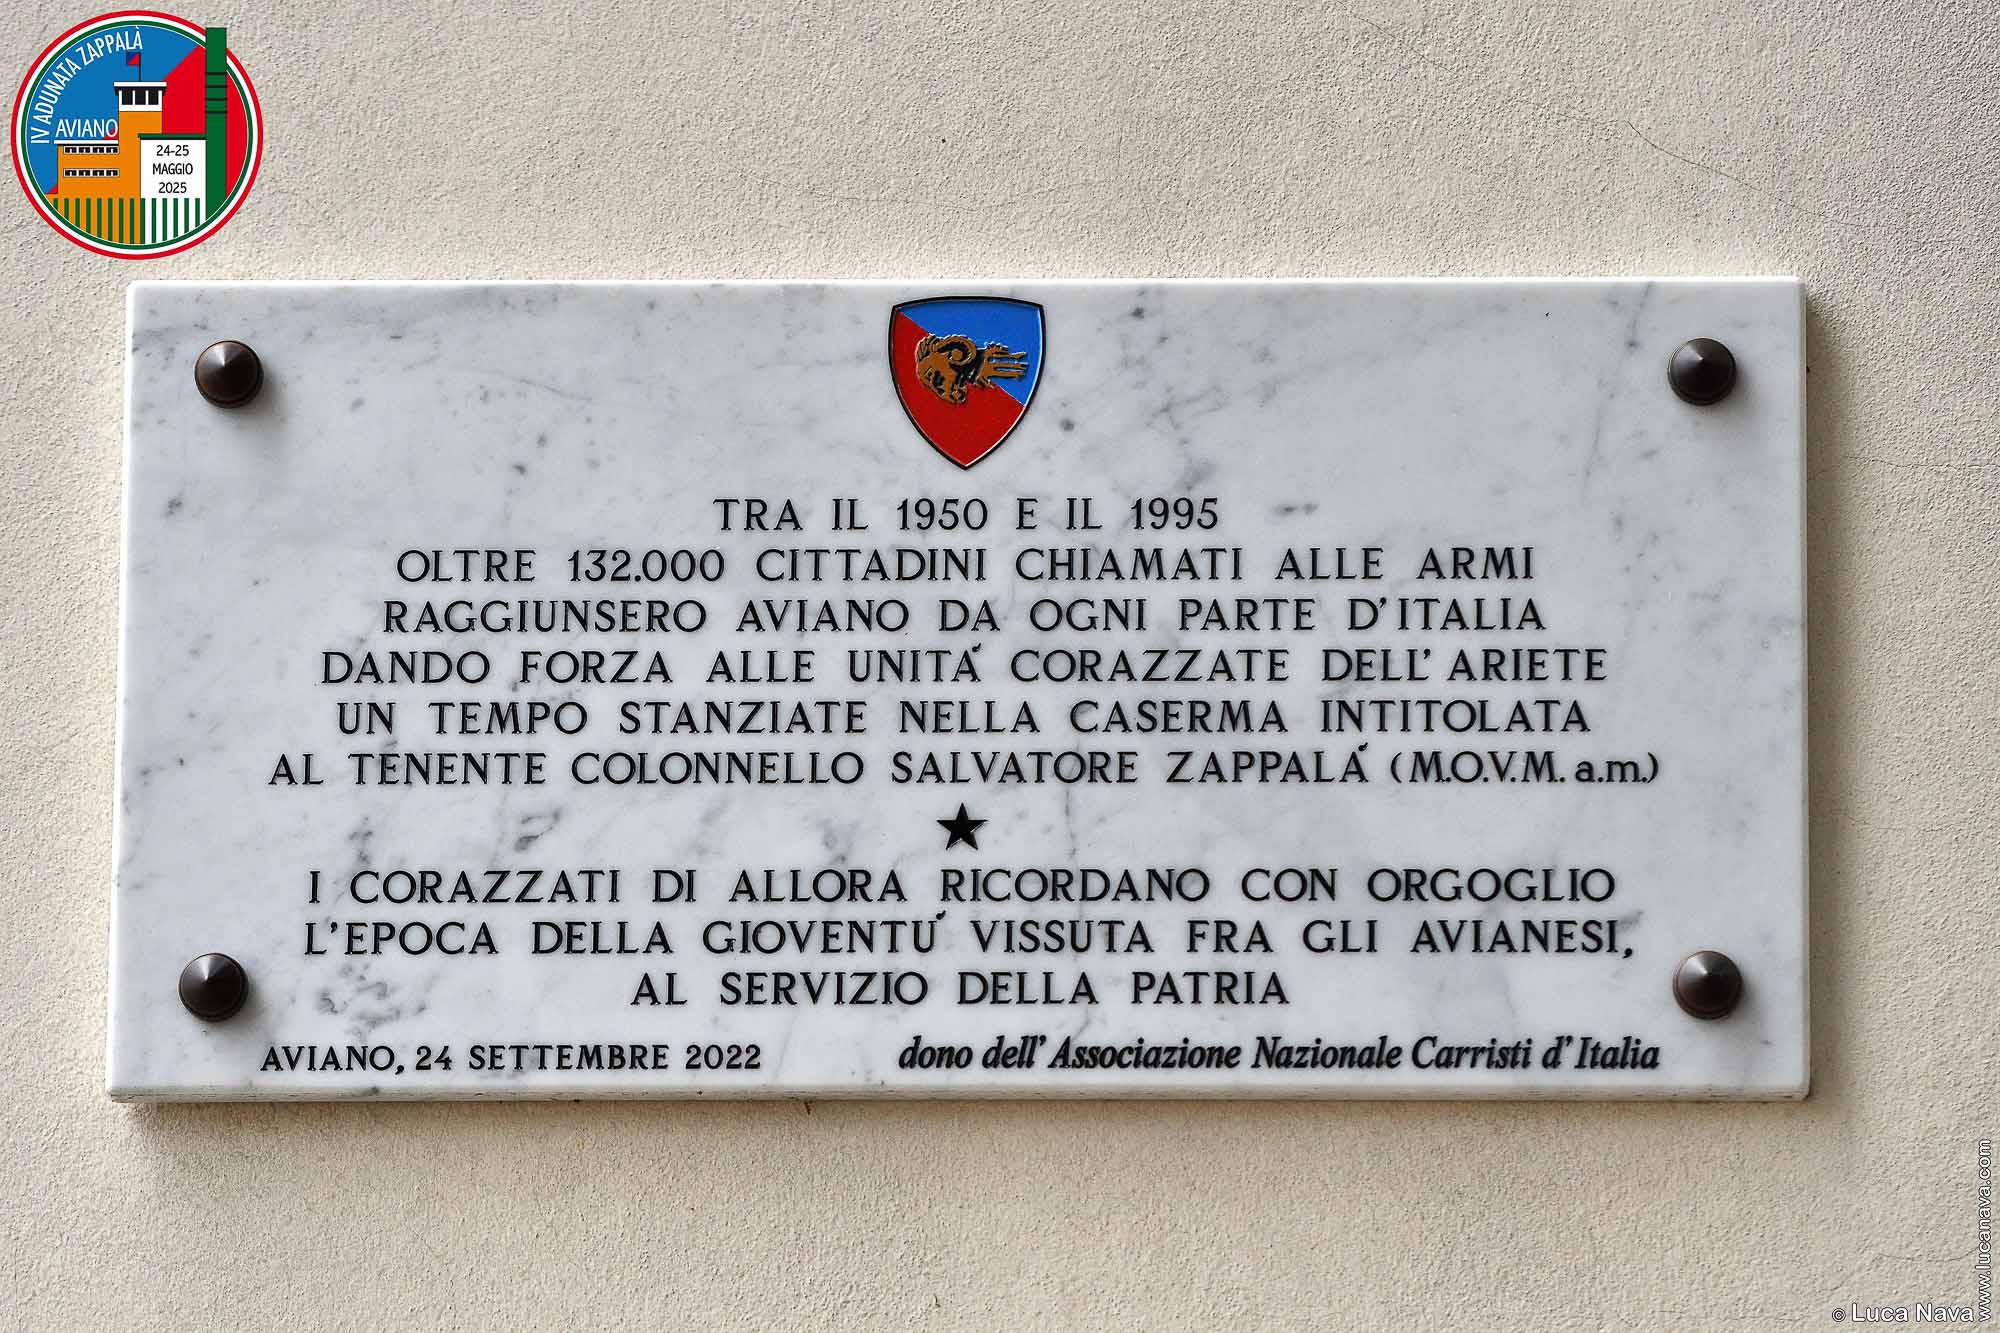 IV ADUNATA ZAPPALÀ
AVIANO
24-25
MAGGIO
2025
TRA IL 1950 E IL 1995
OLTRE 132.000 CITTADINI CHIAMATI ALLE ARMI
RAGGIUNSERO AVIANO DA OGNI PARTE D'ITALIA
DANDO FORZA ALLE UNITÁ CORAZZATE DELL'ARIETE
UN TEMPO STANZIATE NELLA CASERMA INTITOLATA
AL TENENTE COLONNELLO SALVATORE ZAPPALÁ (M.O.V.M. a.m.)
★
I CORAZZATI DI ALLORA RICORDANO CON ORGOGLIO
L'EPOCA DELLA GIOVENTÚ VISSUTA FRA GLI AVIANESI,
AL SERVIZIO DELLA PATRIA
AVIANO, 24 SETTEMBRE 2022
dono dell'Associazione Nazionale Carristi d'Italia
© Luca Nava
www.lucanava.com